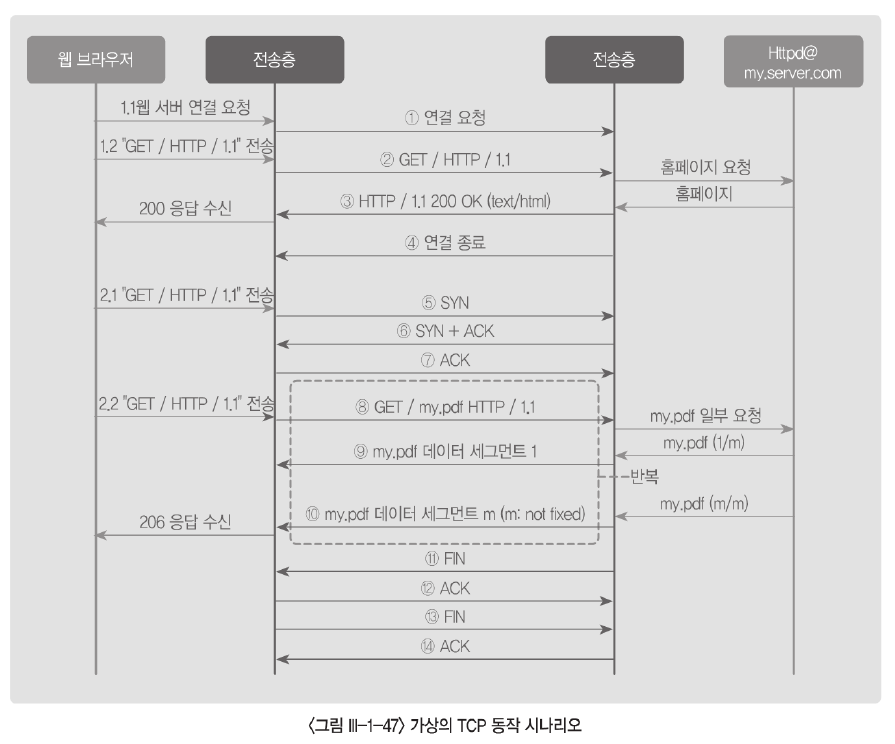 웹 브라우저
전송층
전송층
Httpd@
my.server.com
1.1웹 서버 연결 요청
① 연결 요청
1.2 "GET / HTTP / 1.1" 전송
② GET / HTTP / 1.1
홈페이지 요청
홈페이지
③ HTTP / 1.1 200 OK (text/html)
200 응답 수신
④ 연결 종료
2.1 "GET / HTTP / 1.1" 전송
⑤ SYN
⑥ SYN + ACK
⑦ ACK
2.2 "GET / HTTP / 1.1" 전송
⑧ GET / my.pdf HTTP / 1.1
my.pdf 일부 요청
my.pdf (1/m)
⑨ my.pdf 데이터 세그먼트 1
반복
my.pdf (m/m)
⑩ my.pdf 데이터 세그먼트 m (m: not fixed)
206 응답 수신
⑪ FIN
⑫ ACK
⑬ FIN
⑭ ACK
〈그림 III-1-47〉 가상의 TCP 동작 시나리오